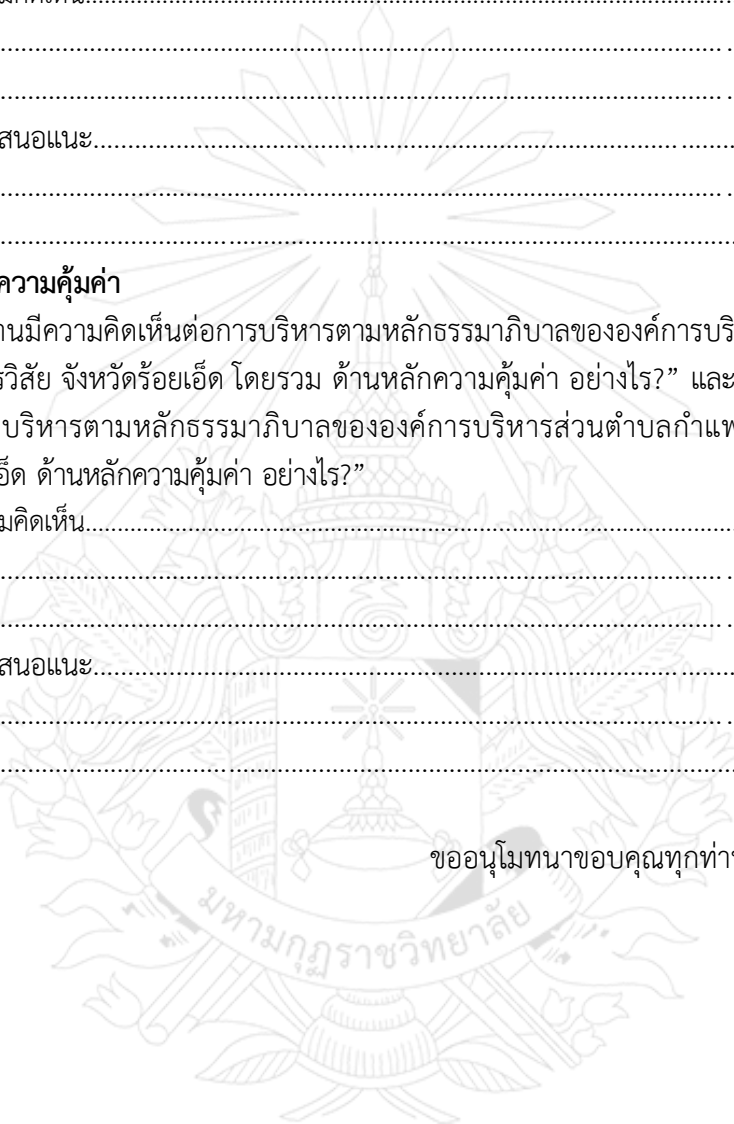 สนอแนะ
ความคุ้มค่า
านมีความคิดเห็นต่อการบริหารตามหลักธรรมาภิบาลขององค์การบริ
รวิสัย จังหวัดร้อยเอ็ด โดยรวม ด้านหลักความคุ้มค่า อย่างไร?” และ
บริหารตามหลักธรรมาภิบาลขององค์การบริหารส่วนตำบลกำแพ
อ็ด ด้านหลักความคุ้มค่า อย่างไร?”
มคิดเห็น
สนอแนะ
ขออนุโมทนาขอบคุณทุกท่า
มหามกุฏราชวิทยาลัย